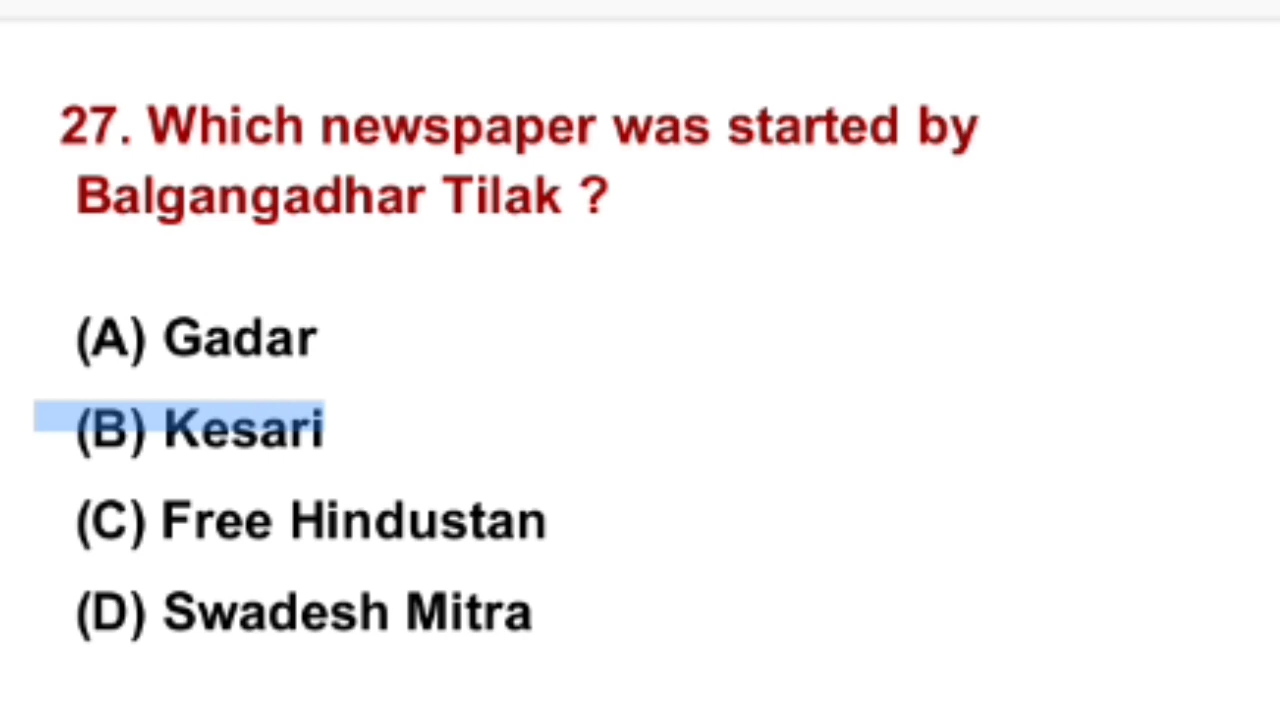 27. Which newspaper was started by
Balgangadhar Tilak ?
(A) Gadar
(B) Kesari
(C) Free Hindustan
(D) Swadesh Mitra